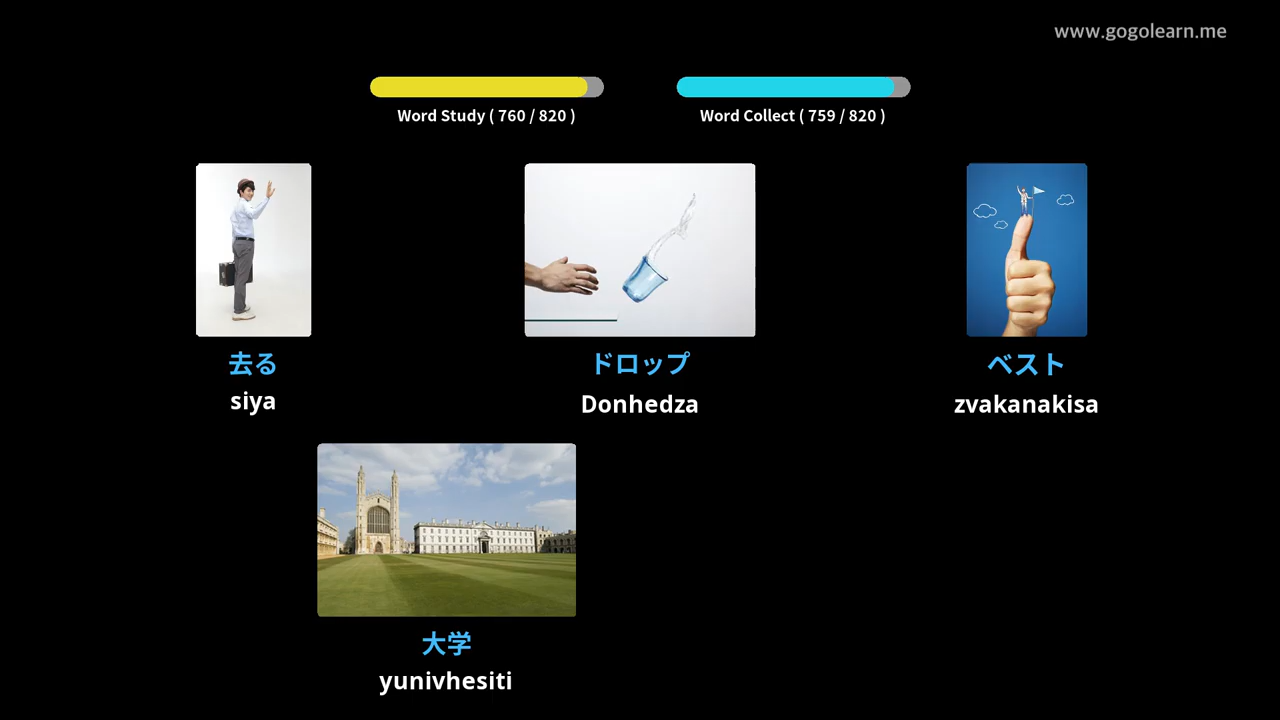 www.gogolearn.me
Word Study ( 760 / 820 )
Word Collect ( 759 / 820 )
去る
siya
ドロップ
Donhedza
ベスト
zvakanakisa
大学
yunivhesiti